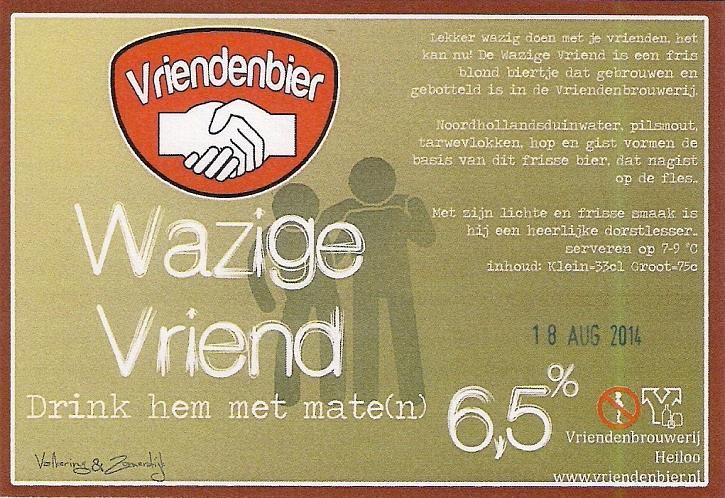 Vriendenbier
Wazige
Vriend
Drink hem met mate(n)
Lekker wazig doen met je vrienden, het
kan nu! De Wazige Vriend is een fris
blond biertje dat gebrouwen en
gebotteld is in de Vriendenbrouwerij.
Noordhollandsduinwater, pilsmout,
tarwevlokken, hop en gist vormen de
basis van dit frisse bier, dat nagist
op de fles..
Met zijn lichte en frisse smaak is
hij een heerlijke dorstlesser..
serveren op 7-9 °C
inhoud: Klein=33cl Groot=75c
18 AUG 2014
6,5%
Vriendenbrouwerij
Heiloo
www.vriendenbier.nl
Volkering & Zomerdijk